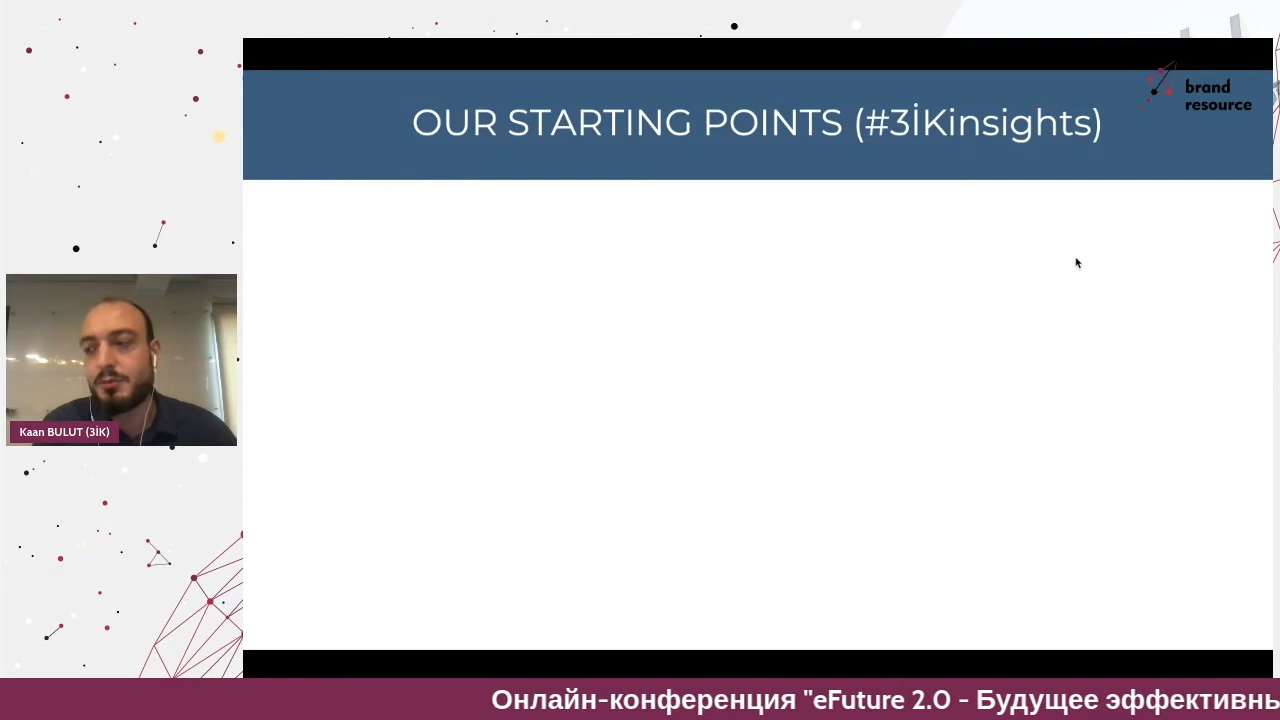 OUR STARTING POINTS (#3İKinsights)
brand
resource
Kaan BULUT (3İK)
Онлайн-конференция "eFuture 2.0 - Будущее эффективны